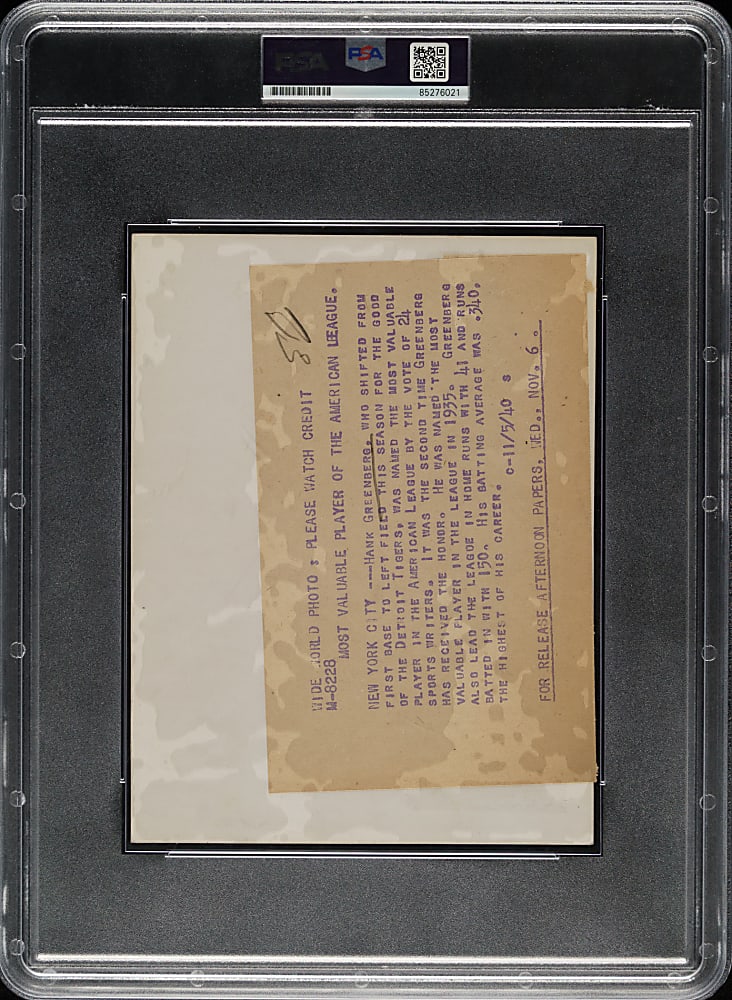 PSA
85276021
WIDE WORLD PHOTO : PLEASE WATCH CREDIT
M-8228
MOST VALUABLE PLAYER OF THE AMERICAN LEAGUE.
NEW YORK CITY ---HANK GREENBERG, WHO SHIFTED FROM
FIRST BASE TO LEFT FIELD THIS SEASON FOR THE GOOD
OF THE DETROIT TIGERS, WAS NAMED THE MOST VALUABLE
PLAYER IN THE AMERICAN LEAGUE BY THE VOTE OF 24
SPORTS WRITERS. IT WAS THE SECOND TIME GREENBERG
HAS RECEIVED THE HONOR. HE WAS NAMED THE MOST
VALUABLE PLAYER IN THE LEAGUE IN 1935. GREENBERG
ALSO LEAD THE LEAGUE IN HOME RUNS WITH 41 AND RUNS
BATTED IN WITH 150. HIS BATTING AVERAGE WAS .340,
THE HIGHEST OF HIS CAREER. C-11/5/40 S
FOR RELEASE AFTERNOON PAPERS, WED., NOV. 6.